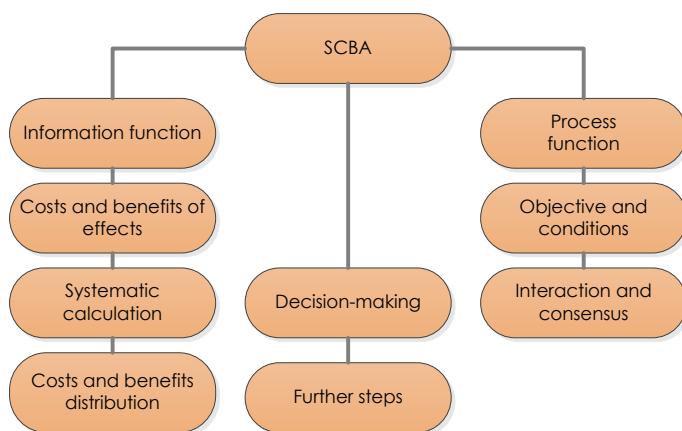 SCBA
Information function
Costs and benefits of
effects
Systematic
calculation
Costs and benefits
distribution
Decision-making
Further steps
Process
function
Objective and
conditions
Interaction and
consensus